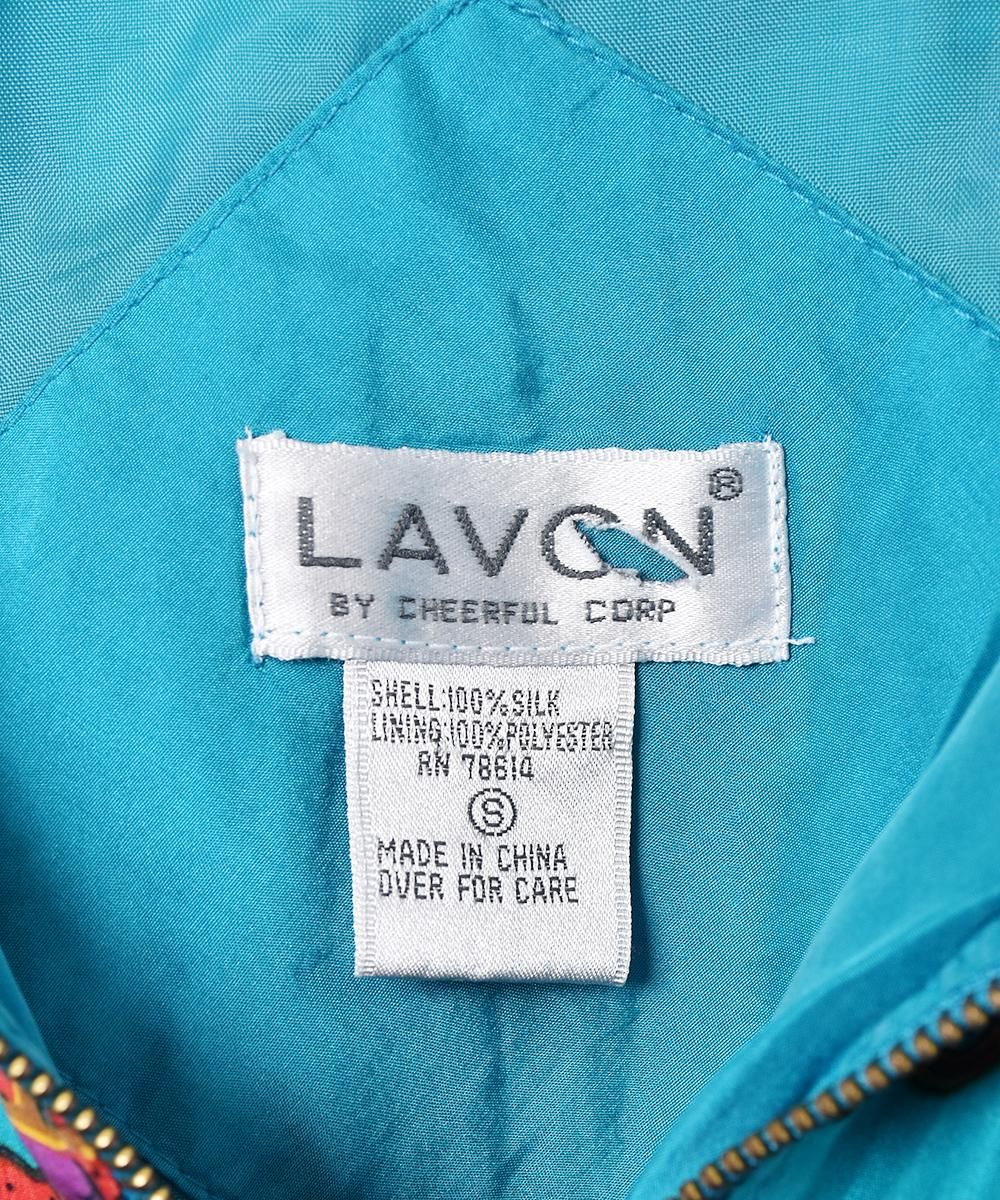 LAVON®
BY CHEERFUL CORP
SHELL:100%SILK
LINING:100%POLYESTER
RN 78614
S
MADE IN CHINA
OVER FOR CARE